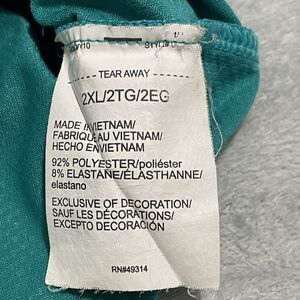 TEAR AWAY
2XL/2TG/2EG
MADE IN VIETNAM/
FABRIQUÉ AU VIETNAM/
HECHO EN VIETNAM
92% POLYESTER/poliéster
8% ELASTANE/ÉLASTHANNE/
elastano
EXCLUSIVE OF DECORATION/
SAUF LES DÉCORATIONS/
EXCEPTO DECORACIÓN
RN#49314